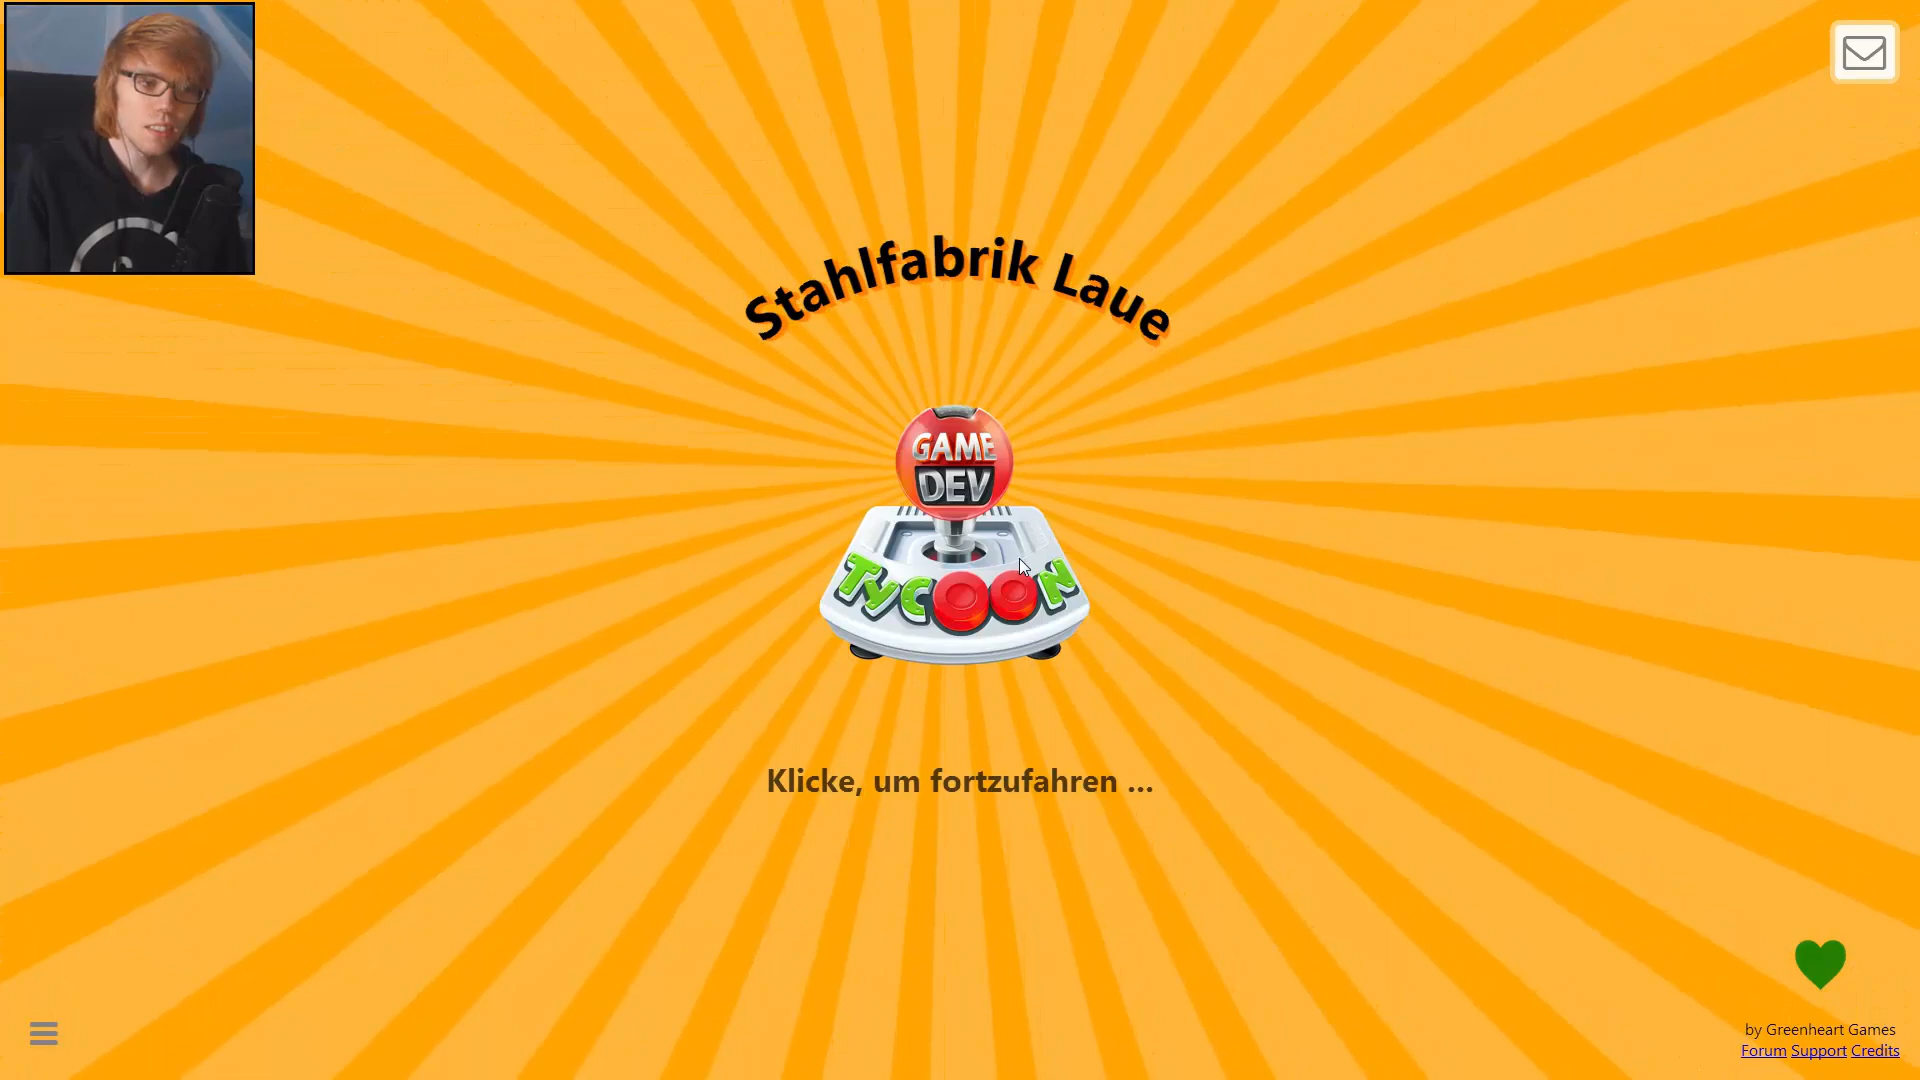 Stahlfabrik Laue
GAME
DEV
TYCOON
Klicke, um fortzufahren ...
by Greenheart Games
Forum Support Credits